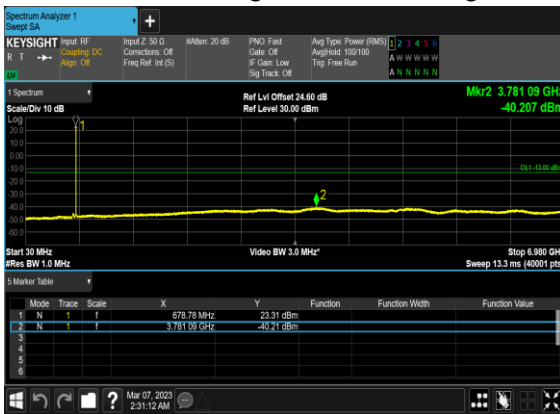 Spectrum Analyzer 1
Swept SA
KEYSIGHT
R T
LV
Input: RF
Coupling: DC
Align: Off
Input Z: 50 Ω
Corrections: Off
Freq Ref: Int (S)
#Atten: 20 dB
PNO: Fast
Gate: Off
IF Gain: Low
Sig Track: Off
Avg Type: Power (RMS)
Avg|Hold: 100/100
Trig: Free Run
1 2 3 4 5 6
A W W W W W
A N N N N N
1 Spectrum
Scale/Div 10 dB
Ref Lvl Offset 24.60 dB
Ref Level 30.00 dBm
Mkr2 3.781 09 GHz
-40.207 dBm
Log
20.0
10.0
0.00
-10.0
-20.0
-30.0
-40.0
-50.0
-60.0
1
2
DL1 -13.00 dBm
Start 30 MHz
#Res BW 1.0 MHz
Video BW 3.0 MHz*
Stop 6.980 GHz
Sweep 13.3 ms (40001 pts)
5 Marker Table
Mode Trace Scale X Y Function Function Width Function Value
1 N 1 f 678.78 MHz 23.31 dBm
2 N 1 f 3.781 09 GHz -40.21 dBm
3
4
5
6
?
Mar 07, 2023
2:31:12 AM